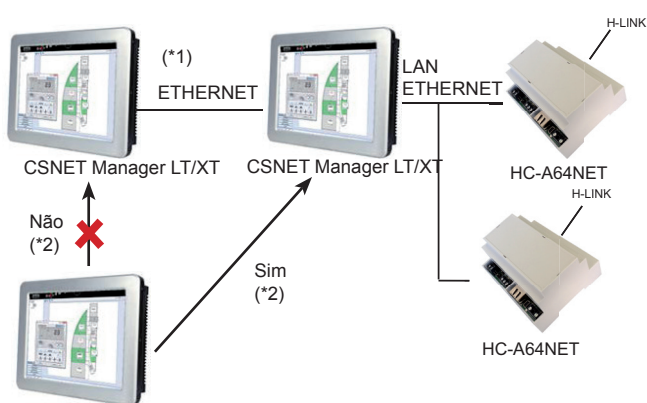 H-LINK
(*1)
LAN
ETHERNET
ETHERNET
CSNET Manager LT/XT
CSNET Manager LT/XT
HC-A64NET
H-LINK
Não
(*2)
Sim
(*2)
HC-A64NET